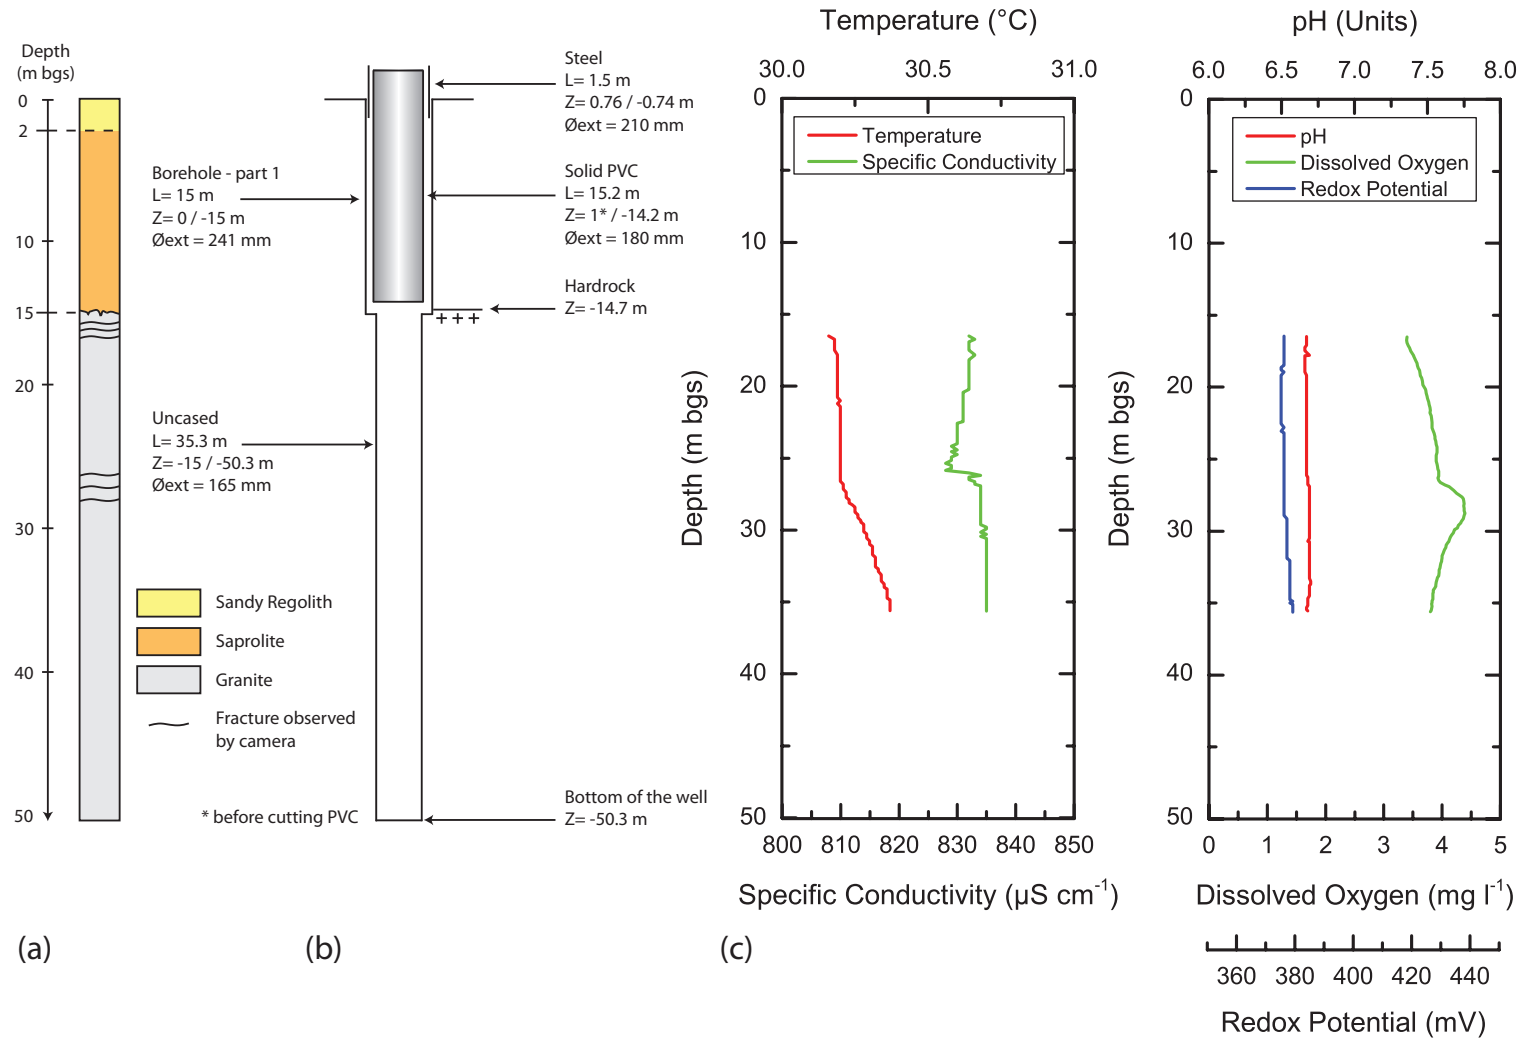 Depth
(m bgs)
0
2
10
15
20
30
40
50
Sandy Regolith
Saprolite
Granite
Fracture observed
by camera
(a)
Borehole - part 1
L= 15 m
Z= 0 / -15 m
Øext = 241 mm
Uncased
L= 35.3 m
Z= -15 / -50.3 m
Øext = 165 mm
* before cutting PVC
Steel
L= 1.5 m
Z= 0.76 / -0.74 m
Øext = 210 mm
Solid PVC
L= 15.2 m
Z= 1* / -14.2 m
Øext = 180 mm
Hardrock
Z= -14.7 m
+ + +
Bottom of the well
Z= -50.3 m
(b)
Temperature (°C)
30.0 30.5 31.0
Temperature
Specific Conductivity
Depth (m bgs)
0
10
20
30
40
50
800 810 820 830 840 850
Specific Conductivity (µS cm-1)
(c)
pH (Units)
6.0 6.5 7.0 7.5 8.0
pH
Dissolved Oxygen
Redox Potential
Depth (m bgs)
0
10
20
30
40
50
0 1 2 3 4 5
Dissolved Oxygen (mg l-1)
360 380 400 420 440
Redox Potential (mV)